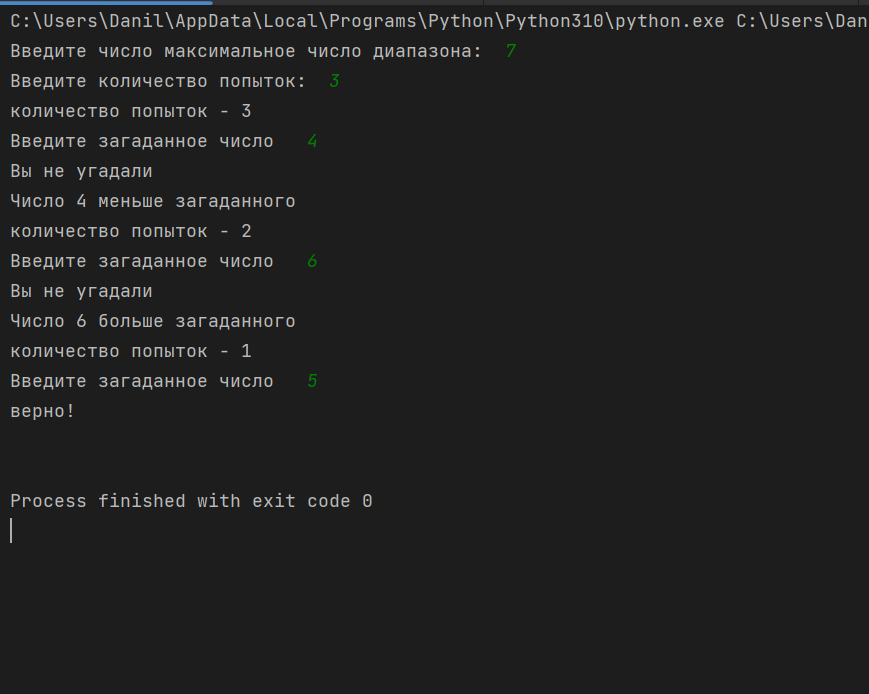 C:\Users\Danil\AppData\Local\Programs\Python\Python310\python.exe C:\Users\Dan
Введите число максимальное число диапазона: 7
Введите количество попыток: 3
количество попыток - 3
Введите загаданное число 4
Вы не угадали
Число 4 меньше загаданного
количество попыток - 2
Введите загаданное число 6
Вы не угадали
Число 6 больше загаданного
количество попыток - 1
Введите загаданное число 5
верно!
Process finished with exit code 0